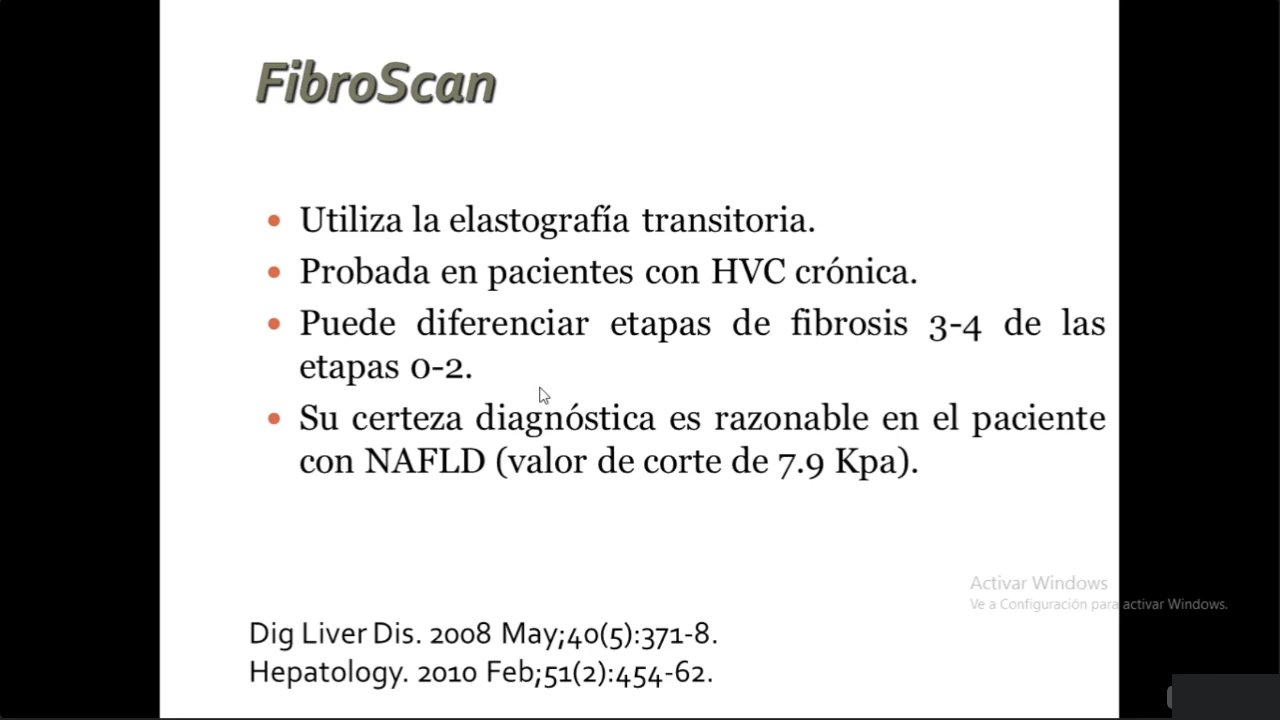 FibroScan
• Utiliza la elastografía transitoria.
• Probada en pacientes con HVC crónica.
• Puede diferenciar etapas de fibrosis 3-4 de las
etapas 0-2.
• Su certeza diagnóstica es razonable en el paciente
con NAFLD (valor de corte de 7.9 Kpa).
Activar Windows
Ve a Configuración para activar Windows.
Dig Liver Dis. 2008 May;40(5):371-8.
Hepatology. 2010 Feb;51(2):454-62.